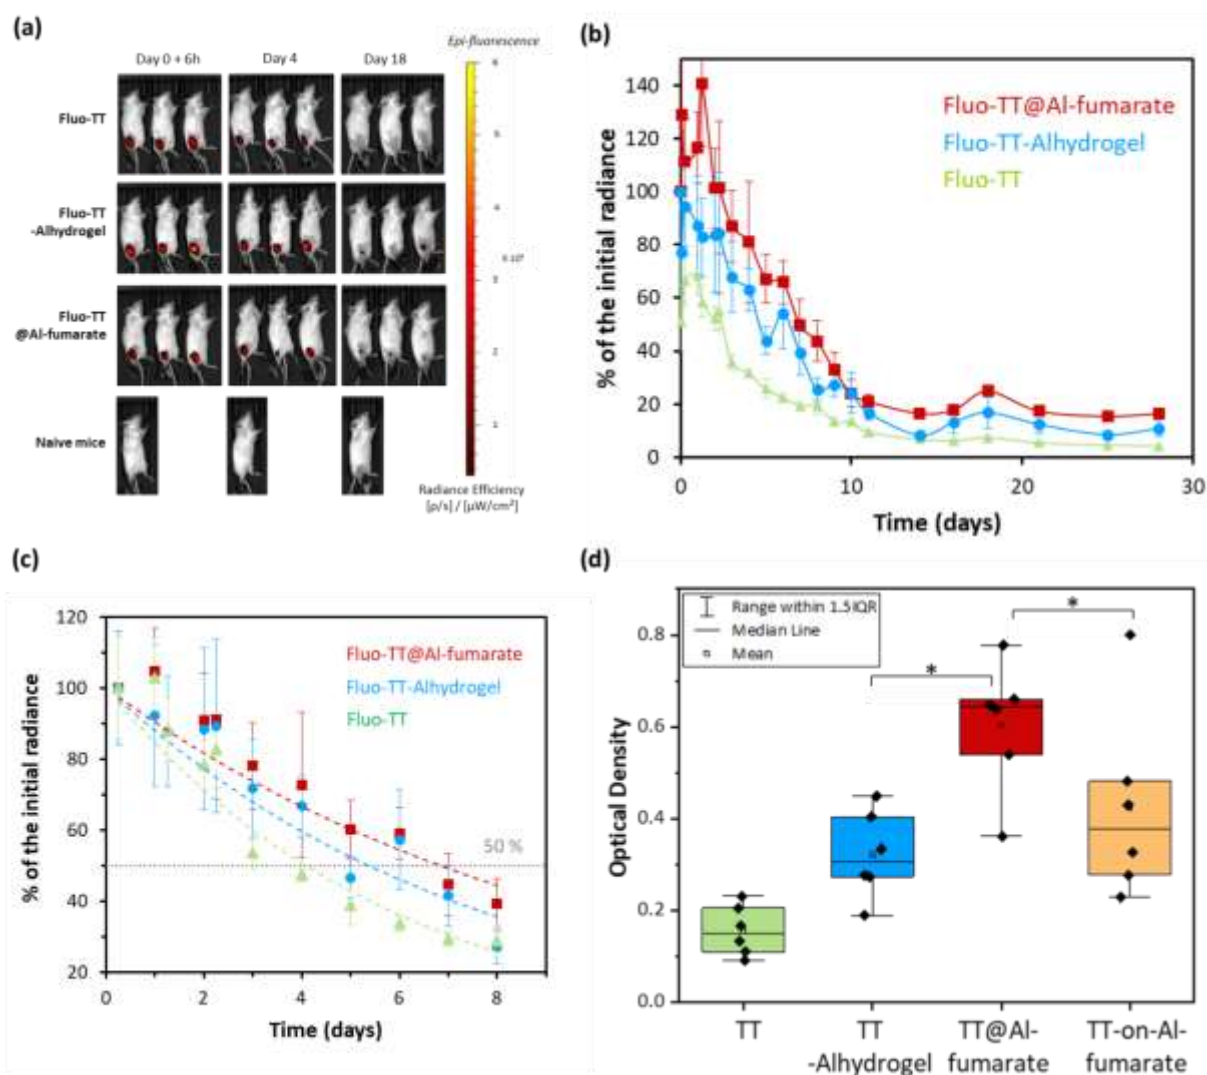 (a)
Epi-fluorescence
Day 0 + 6h
Day 4
Day 18
Fluo-TT
Fluo-TT
-Alhydrogel
Fluo-TT
@Al-fumarate
Naive mice
6
5
3
2
1
Radiance Efficiency
[p/s] / [µW/cm²]
(b)
% of the initial radiance
140
120
100
80
60
40
20
0
Fluo-TT@Al-fumarate
Fluo-TT-Alhydrogel
Fluo-TT
0
10
20
30
Time (days)
(c)
% of the initial radiance
120
100
80
60
40
20
Fluo-TT@Al-fumarate
Fluo-TT-Alhydrogel
Fluo-TT
50 %
0
2
4
6
8
Time (days)
(d)
Range within 1.5IQR
Median Line
Mean
*
*
Optical Density
0.8
0.6
0.4
0.2
0.0
TT
TT
-Alhydrogel
TT@Al-
fumarate
TT-on-Al-
fumarate